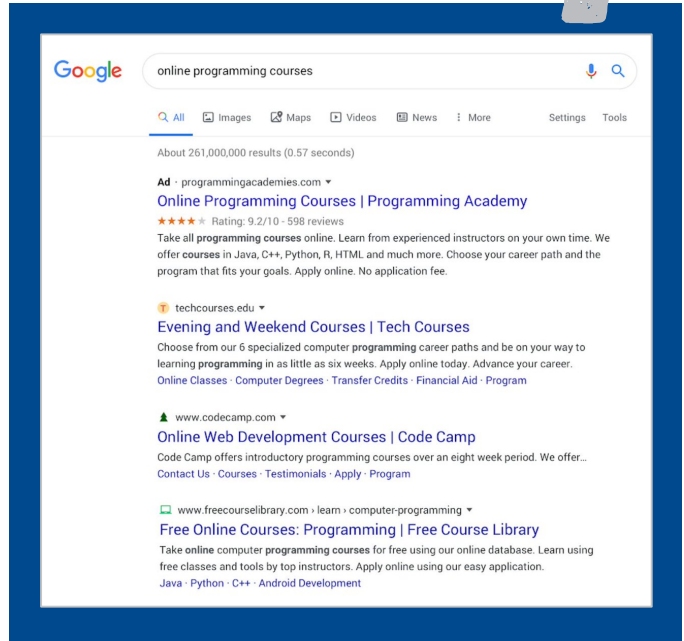 Google
online programming courses
All Images Maps Videos News More Settings Tools
About 261,000,000 results (0.57 seconds)
Ad · programmingacademies.com
Online Programming Courses | Programming Academy
Rating: 9.2/10 - 598 reviews
Take all programming courses online. Learn from experienced instructors on your own time. We
offer courses in Java, C++, Python, R, HTML and much more. Choose your career path and the
program that fits your goals. Apply online. No application fee.
T techcourses.edu
Evening and Weekend Courses | Tech Courses
Choose from our 6 specialized computer programming career paths and be on your way to
learning programming in as little as six weeks. Apply online today. Advance your career.
Online Classes · Computer Degrees · Transfer Credits · Financial Aid · Program
www.codecamp.com
Online Web Development Courses | Code Camp
Code Camp offers introductory programming courses over an eight week period. We offer...
Contact Us · Courses · Testimonials · Apply · Program
www.freecourselibrary.com › learn › computer-programming
Free Online Courses: Programming | Free Course Library
Take online computer programming courses for free using our online database. Learn using
free classes and tools by top instructors. Apply online using our easy application.
Java · Python · C++ · Android Development